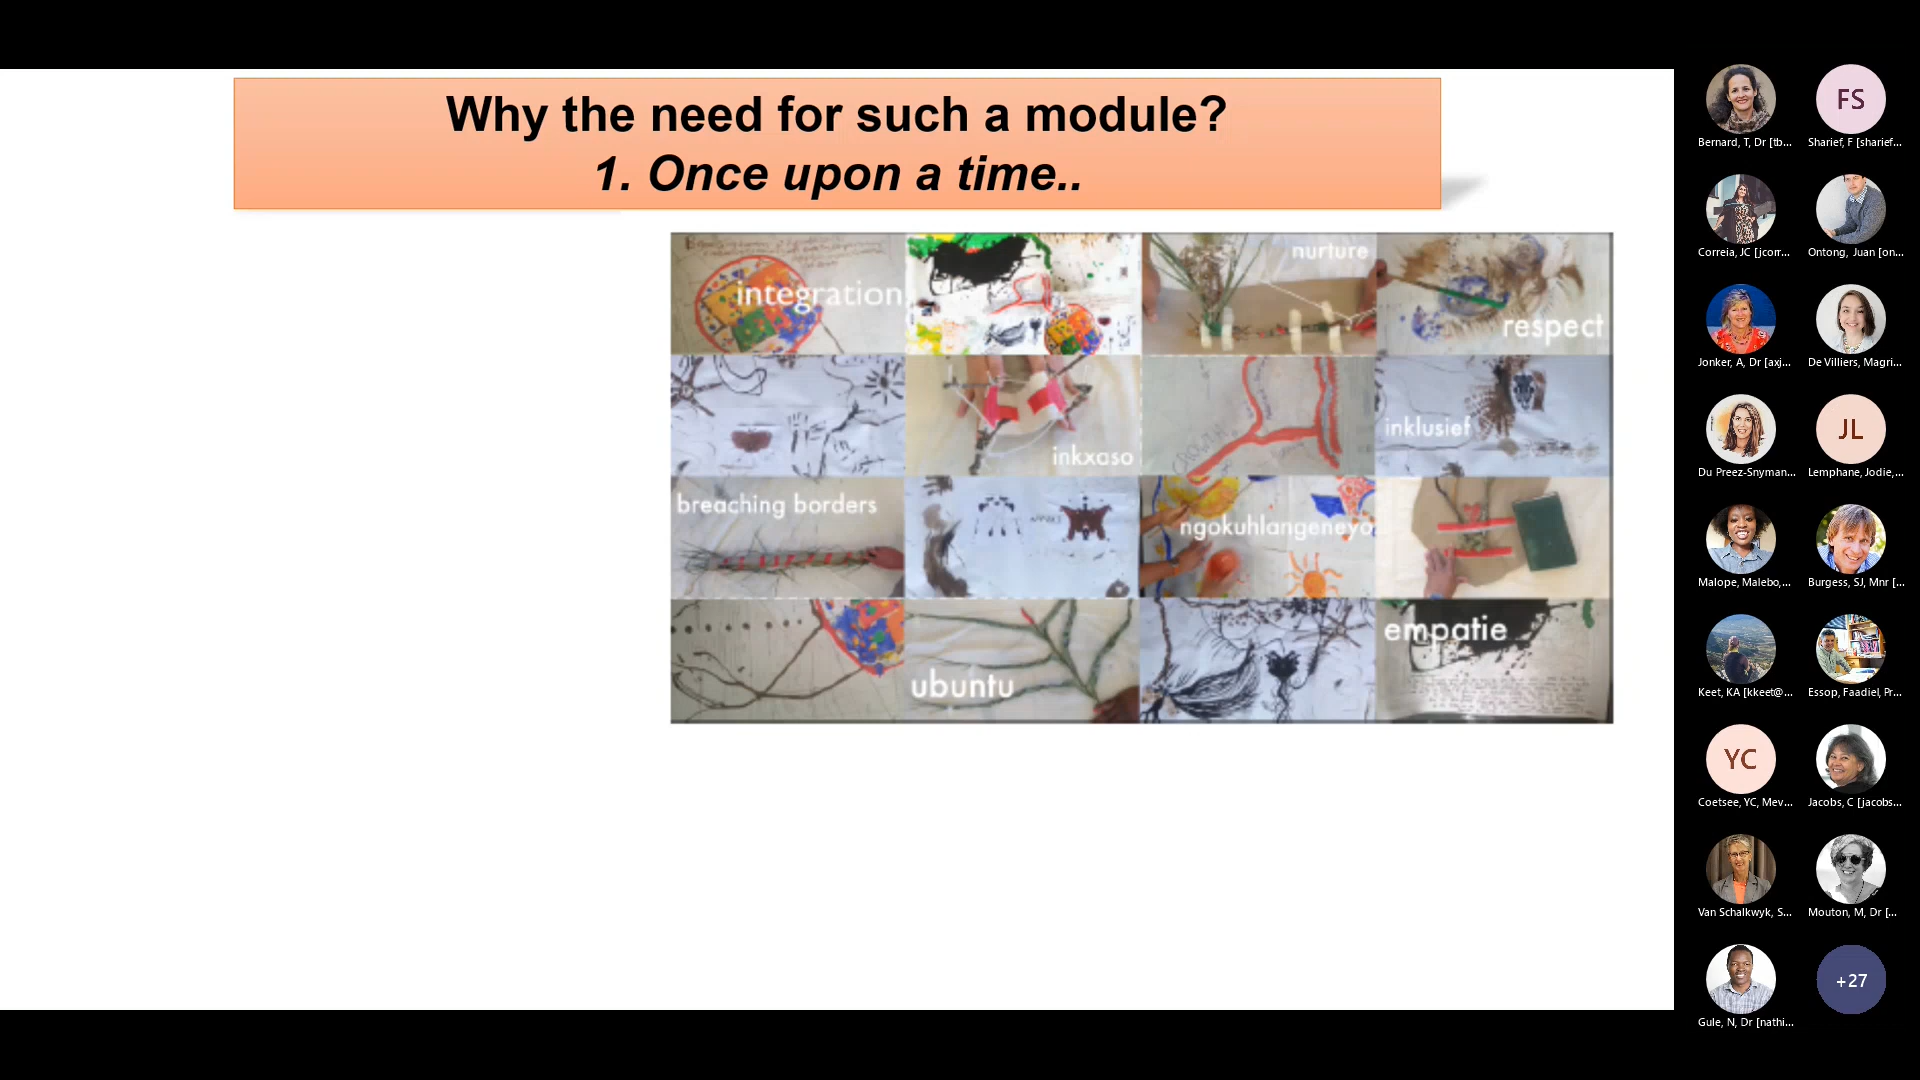 Why the need for such a module?
1. Once upon a time..
integration
nurture
respect
inkxaso
inklusief
breaching borders
ngokuhlangeneyo
ubuntu
empatie
Bernard, T, Dr [tb...
FS
Sharief, F [sharief...
Correia, JC [jcorr...
Ontong, Juan [on...
Jonker, A, Dr [axj...
De Villiers, Magri...
Du Preez-Snyman...
JL
Lemphane, Jodie,...
Malope, Malebo,...
Burgess, SJ, Mnr [...
Keet, KA [kkeet@...
Essop, Faadiel, Pr...
YC
Coetsee, YC, Mev...
Jacobs, C [jacobs...
Van Schalkwyk, S...
Mouton, M, Dr [...
Gule, N, Dr [nathi...
+27